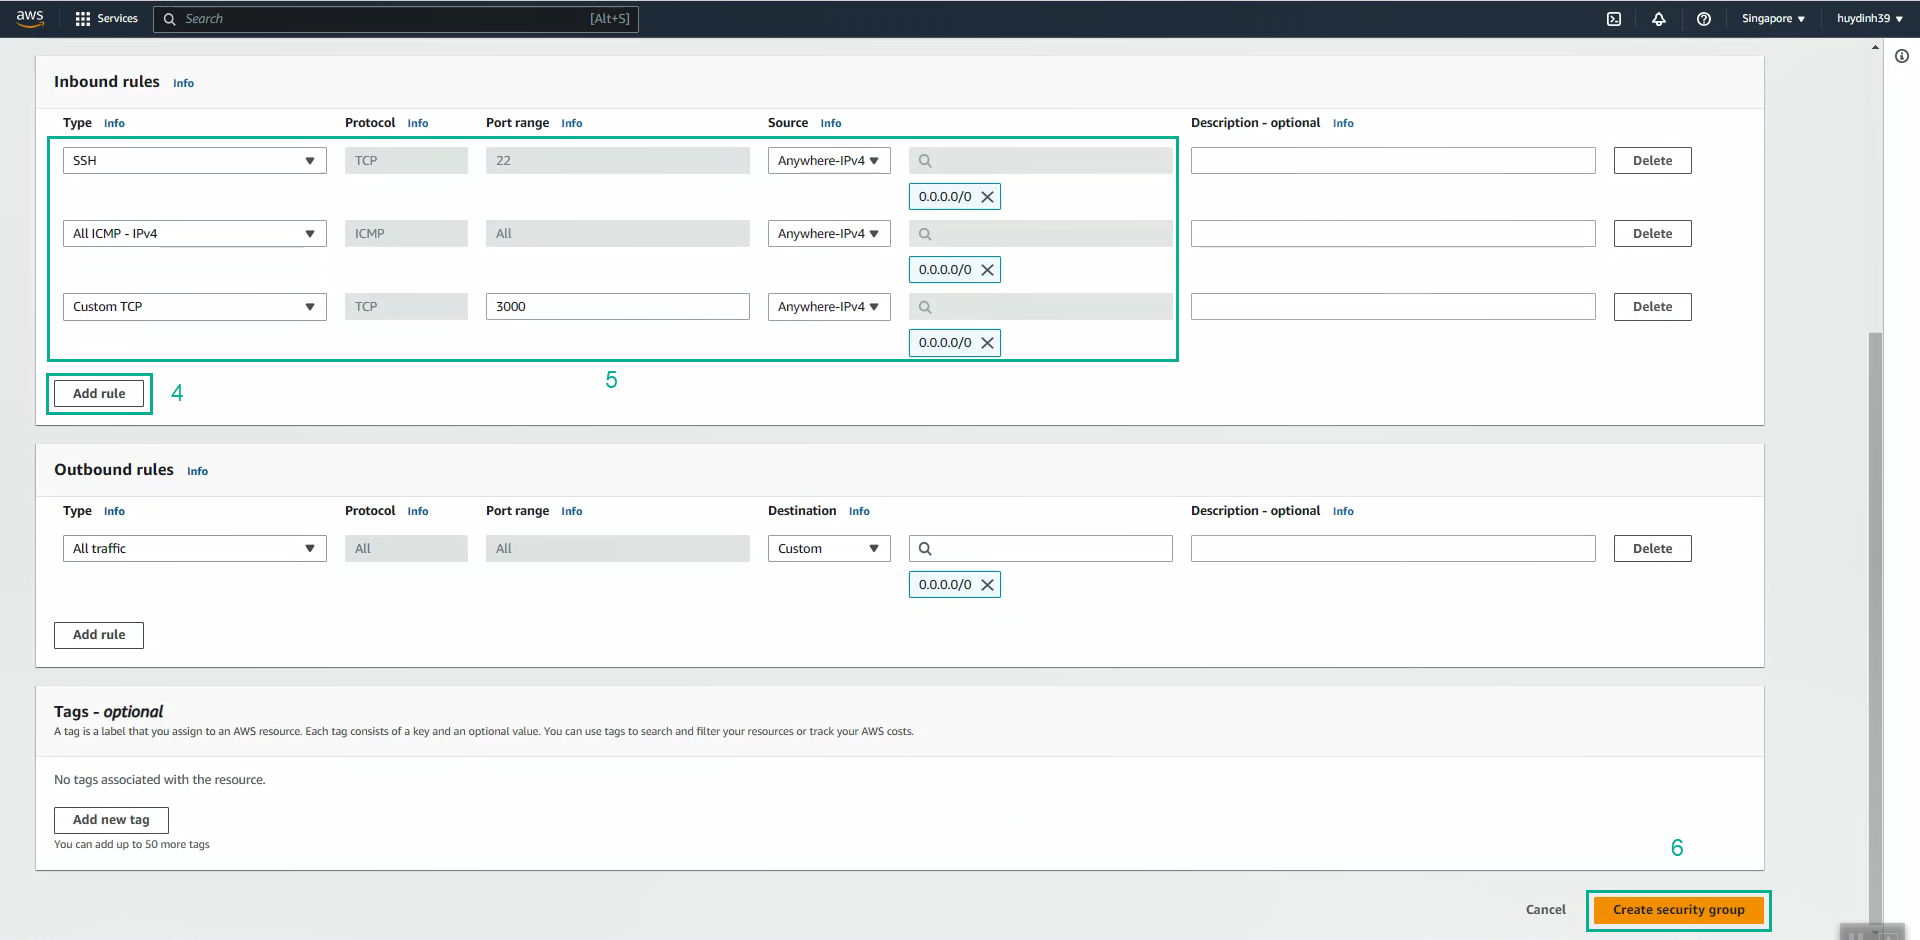 aws Services Search [Alt+S] Singapore huydinh39
Inbound rules Info
Type Info Protocol Info Port range Info Source Info Description - optional Info
SSH TCP 22 Anywhere-IPv4 Delete
0.0.0.0/0
All ICMP - IPv4 ICMP All Anywhere-IPv4 Delete
0.0.0.0/0
Custom TCP TCP 3000 Anywhere-IPv4 Delete
0.0.0.0/0
Add rule 4 5
Outbound rules Info
Type Info Protocol Info Port range Info Destination Info Description - optional Info
All traffic All All Custom Delete
0.0.0.0/0
Add rule
Tags - optional
A tag is a label that you assign to an AWS resource. Each tag consists of a key and an optional value. You can use tags to search and filter your resources or track your AWS costs.
No tags associated with the resource.
Add new tag
You can add up to 50 more tags
6
Cancel Create security group